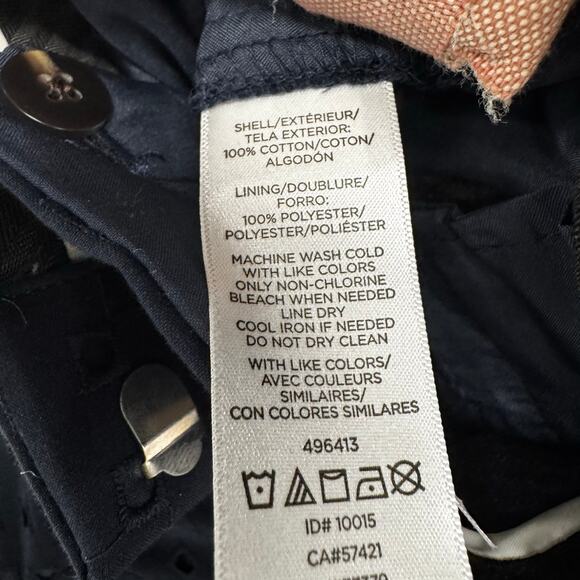 SHELL/EXTÉRIEUR/
TELA EXTERIOR:
100% COTTON/COTON/
ALGODÓN
LINING/DOUBLURE/
FORRO:
100% POLYESTER/
POLYESTER/POLIÉSTER
MACHINE WASH COLD
WITH LIKE COLORS
ONLY NON-CHLORINE
BLEACH WHEN NEEDED
LINE DRY
COOL IRON IF NEEDED
DO NOT DRY CLEAN
WITH LIKE COLORS/
AVEC COULEURS
SIMILAIRES/
CON COLORES SIMILARES
496413
ID# 10015
CA#57421